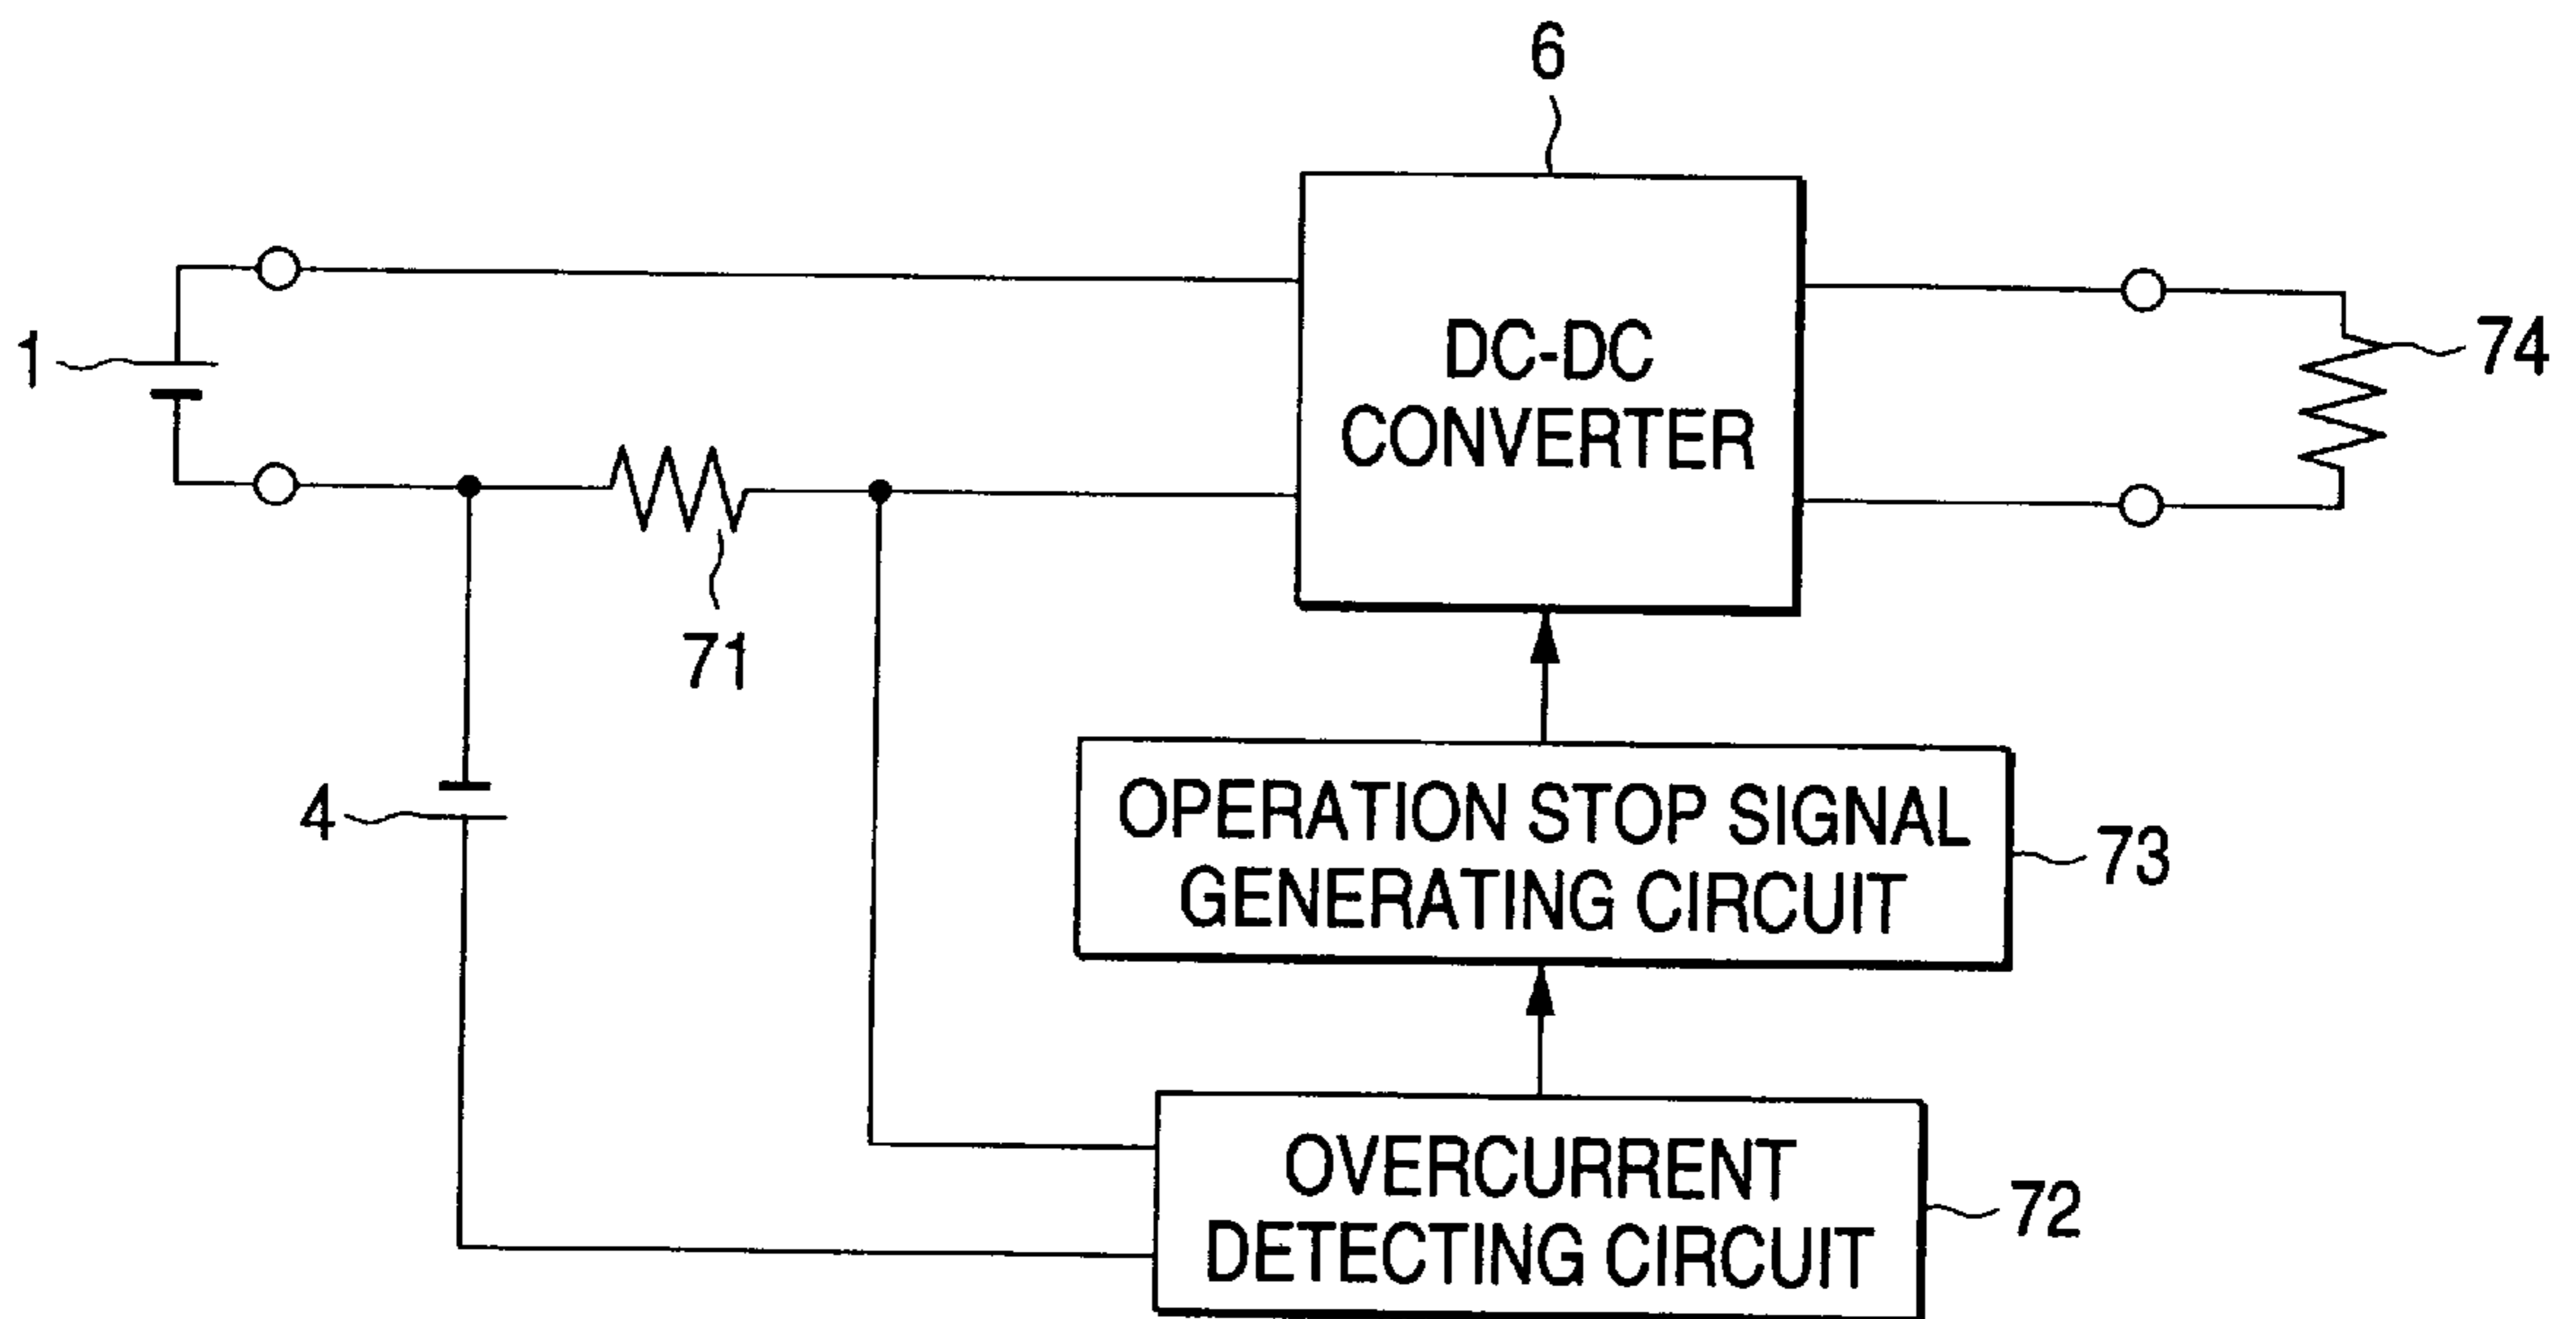 6
1
DC-DC
CONVERTER
74
71
4
OPERATION STOP SIGNAL
GENERATING CIRCUIT
73
OVERCURRENT
DETECTING CIRCUIT
72